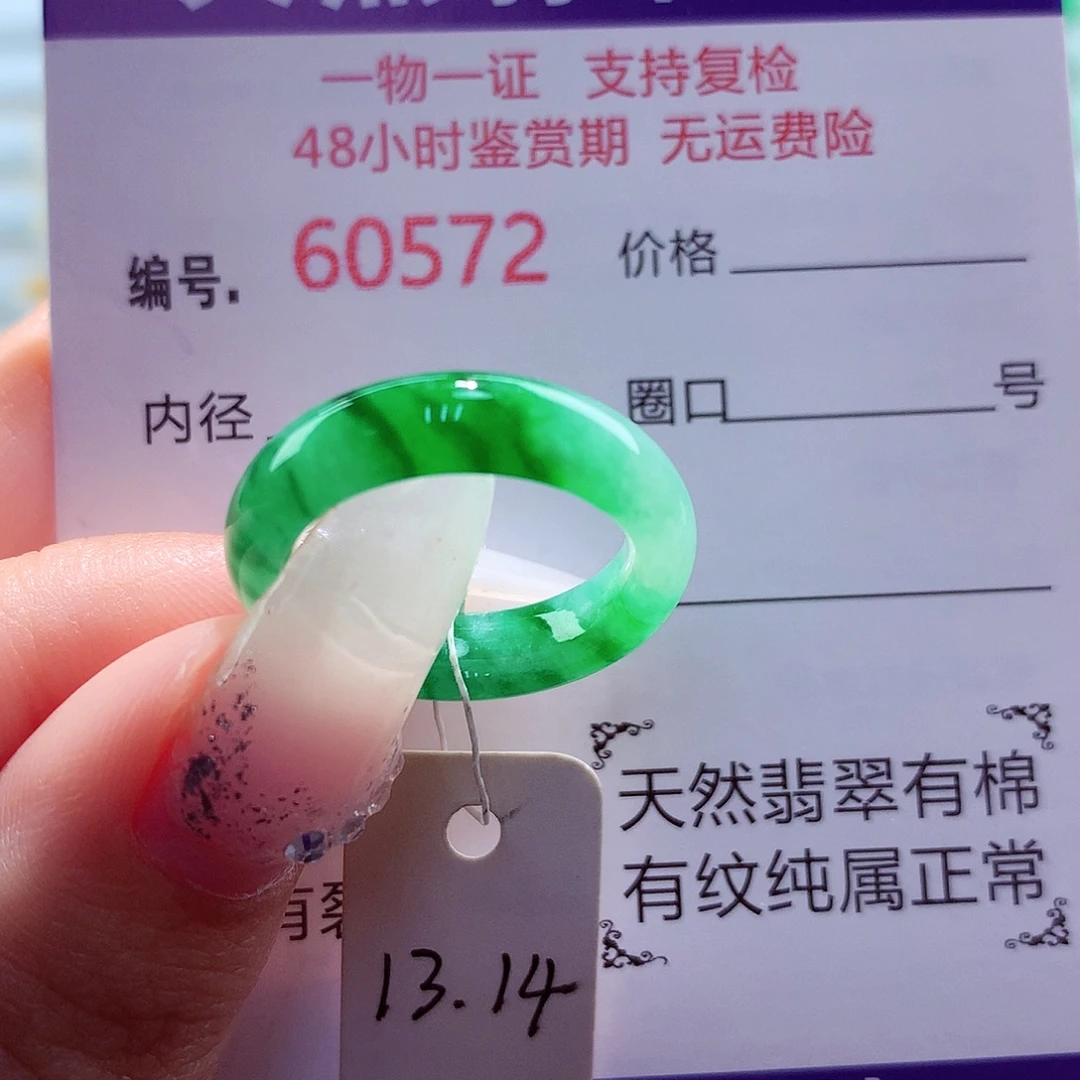 一物一证 支持复检
48小时鉴赏期 无运费险
编号. 60572 价格
内径 圈口 号
天然翡翠有棉
有纹纯属正常
有裂
13.14